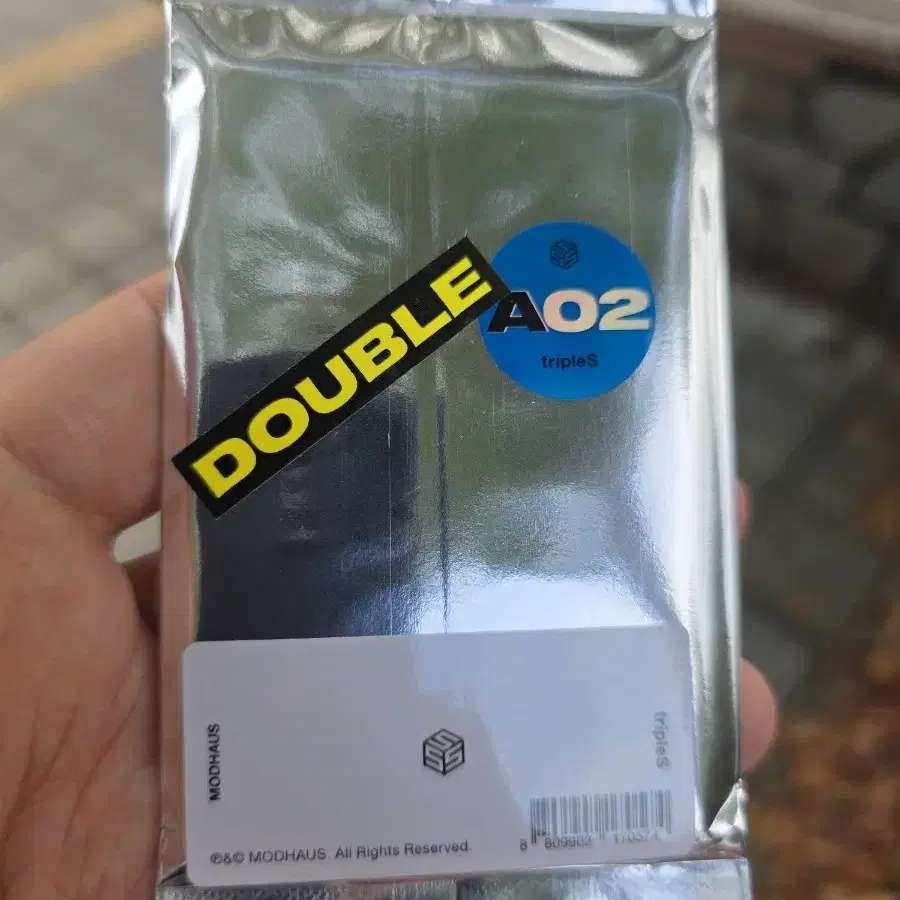 DOUBLE
A02
tripleS
MODHAUS
tripleS
℗&© MODHAUS. All Rights Reserved.